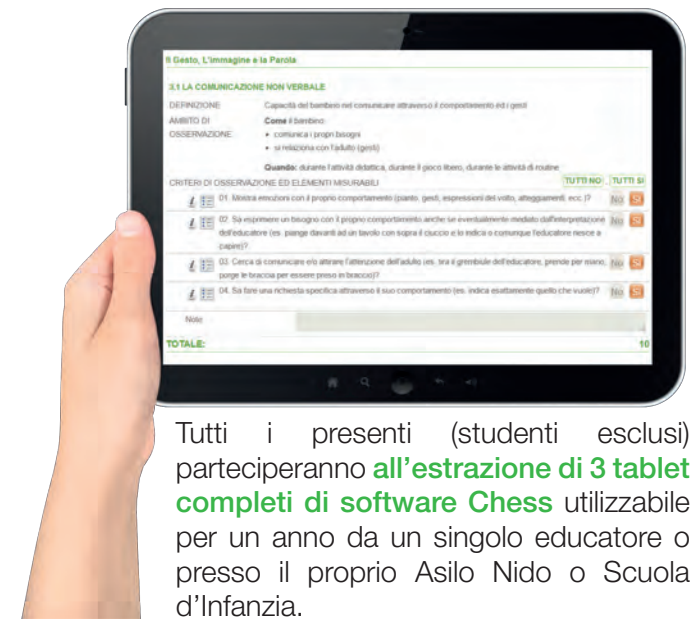 Il Gesto, L'immagine e la Parola
3.1 LA COMUNICAZIONE NON VERBALE
DEFINIZIONE Capacità del bambino nel comunicare attraverso il comportamento ed i gesti
AMBITO DI Come il bambino:
OSSERVAZIONE ▸ comunica i propri bisogni
▸ si relaziona con l'adulto (gesti)
Quando: durante l'attività didattica, durante il gioco libero, durante le attività di routine
CRITERI DI OSSERVAZIONE ED ELEMENTI MISURABILI TUTTI NO TUTTI SI
01. Mostra emozioni con il proprio comportamento (pianto, gesti, espressioni del volto, atteggiamenti, ecc.)? No SI
02. Sa esprimere un bisogno con il proprio comportamento anche se eventualmente mediato dall'interpretazione No SI
dell'educatore (es. piange davanti ad un tavolo con sopra il ciuccio e lo indica o comunque l'educatore riesce a
capire)?
03. Cerca di comunicare e/o attirare l'attenzione dell'adulto (es. tira il grembiule dell'educatore, prende per mano, No SI
porge le braccia per essere preso in braccio)?
04. Sa fare una richiesta specifica attraverso il suo comportamento (es. indica esattamente quello che vuole)? No SI
Note
TOTALE: 10
Tutti i presenti (studenti esclusi)
parteciperanno all'estrazione di 3 tablet
completi di software Chess utilizzabile
per un anno da un singolo educatore o
presso il proprio Asilo Nido o Scuola
d'Infanzia.